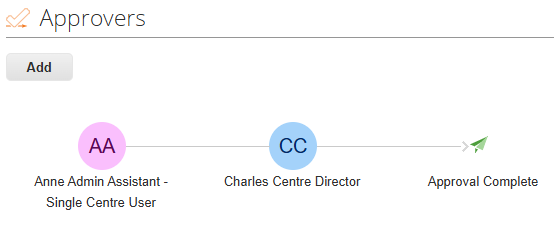 Approvers
Add
AA
CC
Anne Admin Assistant -
Single Centre User
Charles Centre Director
Approval Complete